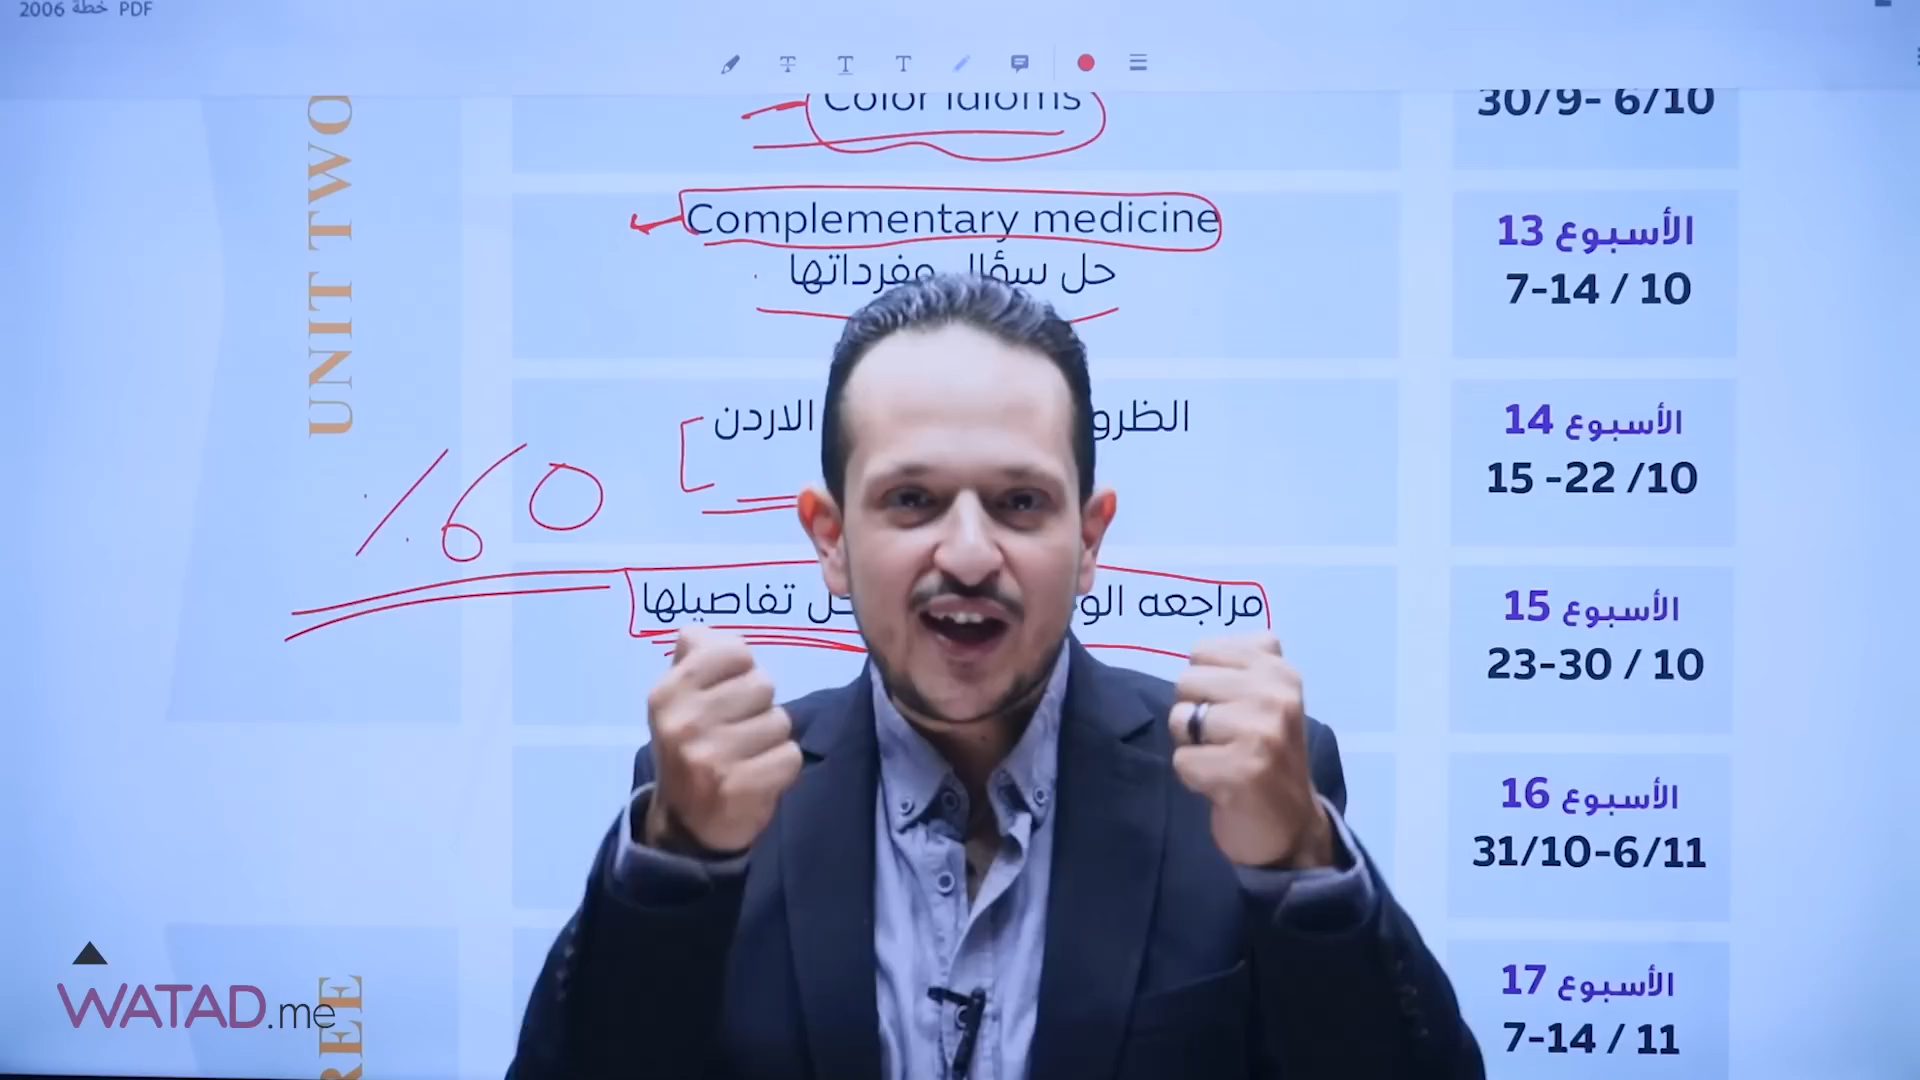 خطة 2006 PDF
UNIT TWO
Color idioms
30/9- 6/10
Complementary medicine
حل سؤال مفرداتها
الأسبوع 13
7-14 / 10
الاردن
الأسبوع 14
15 -22 /10
٪60
مراجعه
تفاصيلها
الأسبوع 15
23-30 / 10
الأسبوع 16
31/10-6/11
الأسبوع 17
7-14 / 11
WATAD.me